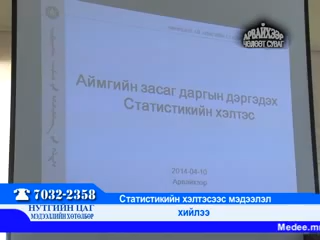 АРВАЙХЭЭР
ЧӨЛӨӨТ СУВАГ
Аймгийн засаг даргын дэргэдэх
Статистикийн хэлтэс
2014-04-10
Арвайхээр
7032-2358
НУТГИЙН ЦАГ
МЭДЭЭЛЛИЙН ХӨТӨЛБӨР
Статистикийн хэлтэсээс мэдээлэл
хийлээ
Medee.mn